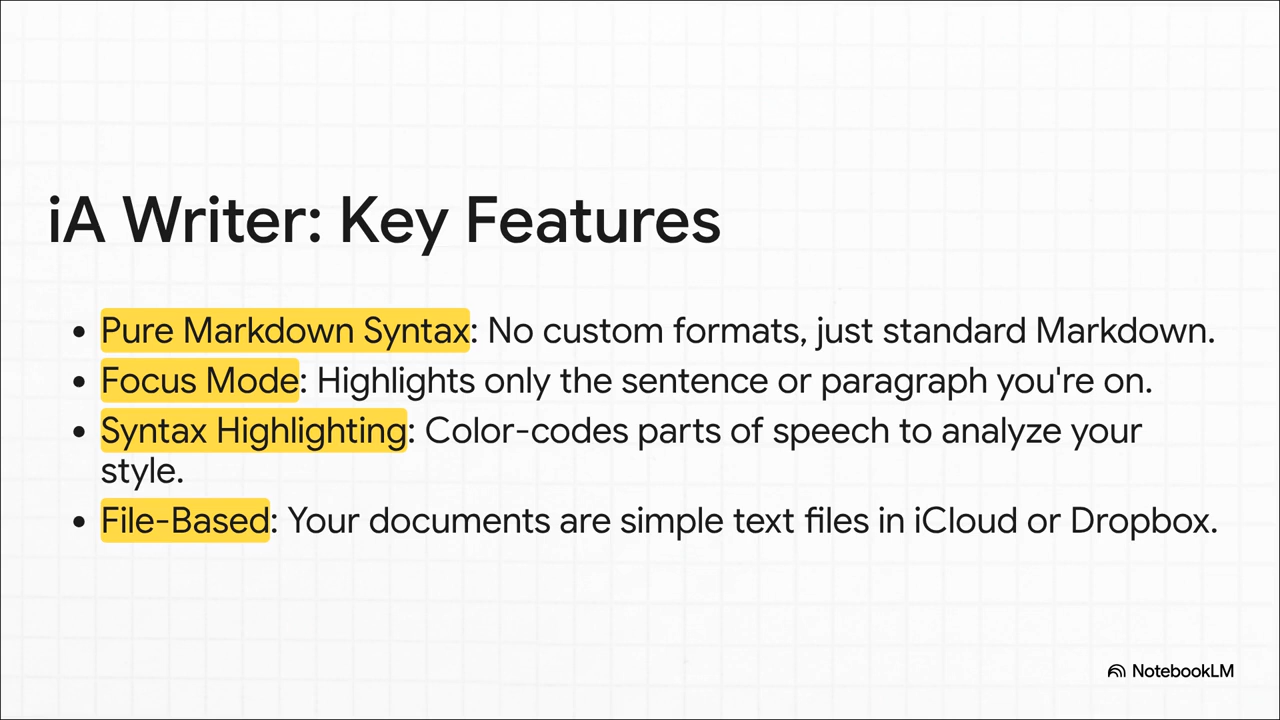 iA Writer: Key Features
• Pure Markdown Syntax: No custom formats, just standard Markdown.
• Focus Mode: Highlights only the sentence or paragraph you're on.
• Syntax Highlighting: Color-codes parts of speech to analyze your
style.
• File-Based: Your documents are simple text files in iCloud or Dropbox.
NotebookLM